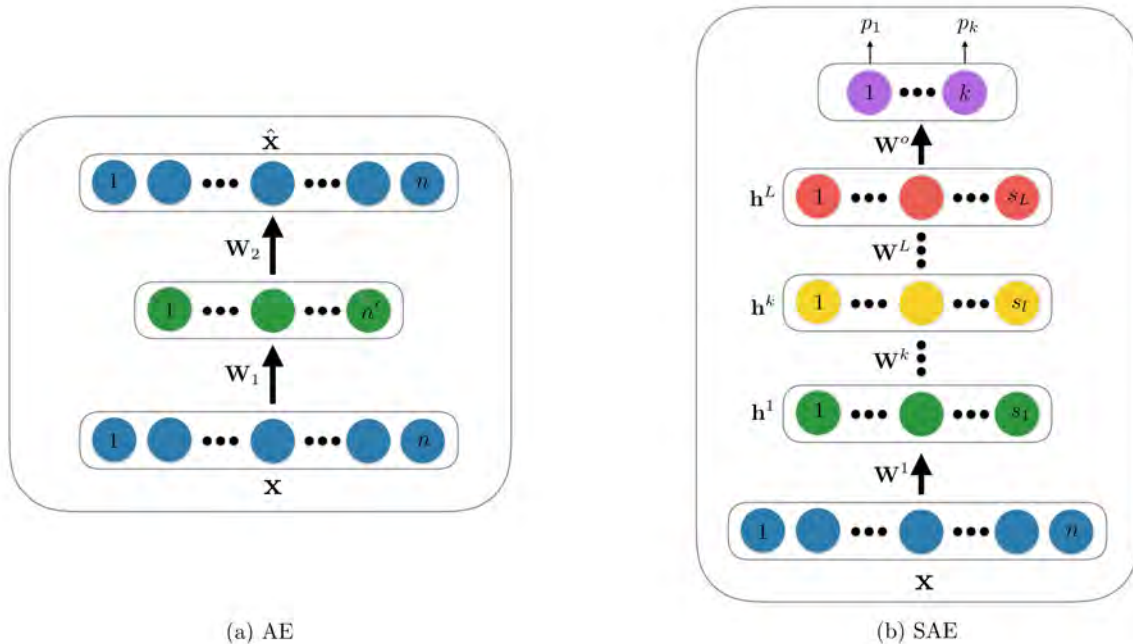 x̂
1 n
W₂
1 n′
W₁
1 n
x
(a) AE
p₁ p_k
1 k
W^o
h^L 1 s_L
W^L
h^k 1 s_l
W^k
h¹ 1 s₁
W¹
1 n
x
(b) SAE